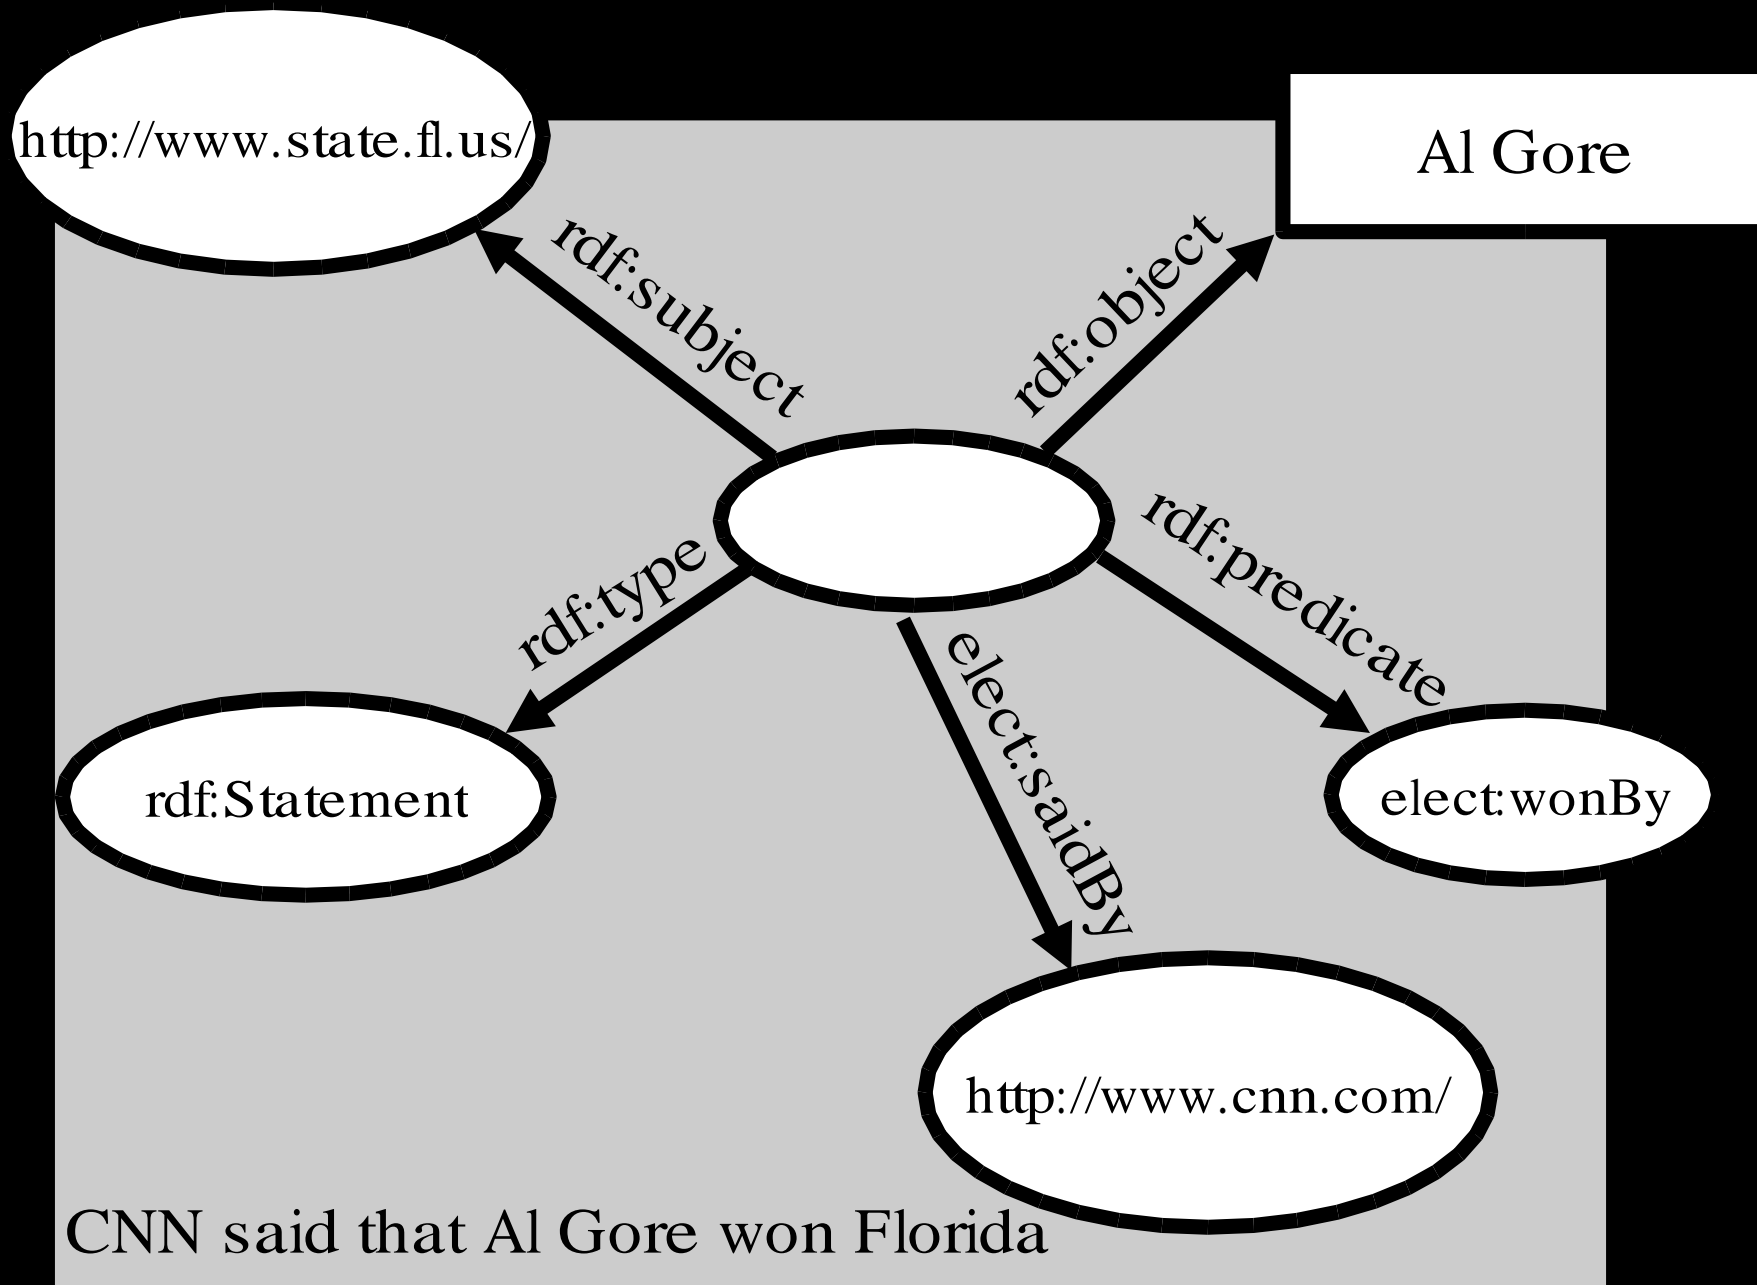 http://www.state.fl.us/
Al Gore
rdf:subject
rdf:object
rdf:type
rdf:predicate
elect:saidBy
rdf:Statement
elect:wonBy
http://www.cnn.com/
CNN said that Al Gore won Florida